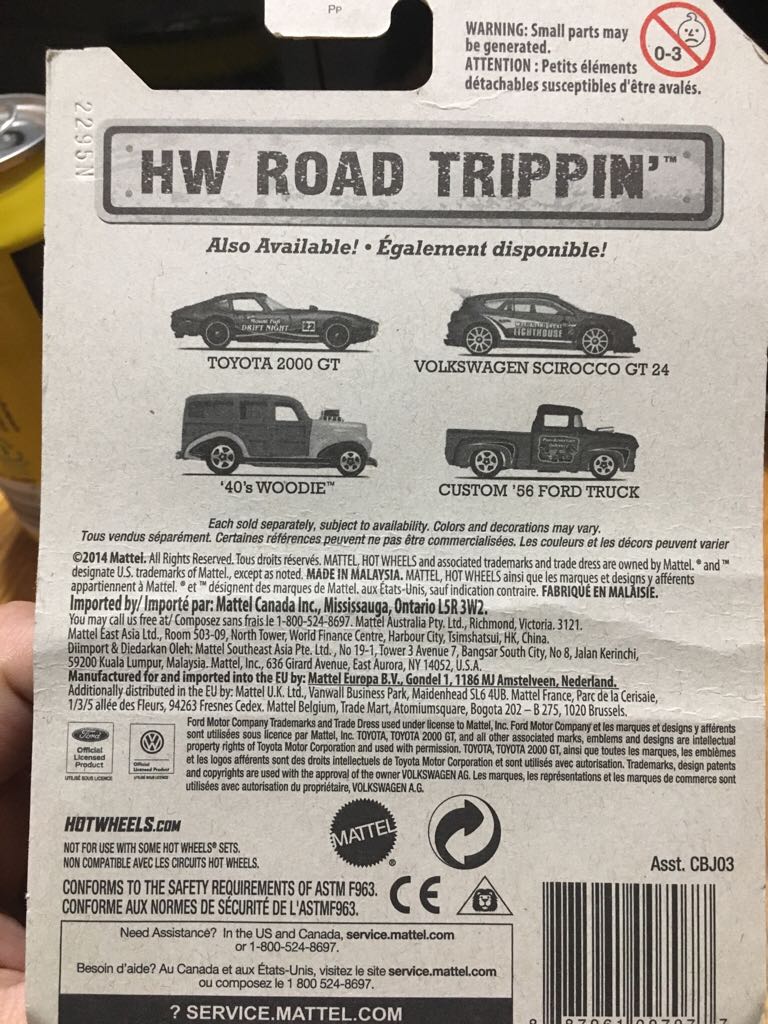 Pp
WARNING: Small parts may
be generated.
ATTENTION : Petits éléments
détachables susceptibles d'être avalés.
0-3
2295N
HW ROAD TRIPPIN'™
Also Available! • Également disponible!
DRIFT NIGHT
TOYOTA 2000 GT
LIGHTHOUSE
VOLKSWAGEN SCIROCCO GT 24
'40's WOODIE™
CUSTOM '56 FORD TRUCK
Each sold separately, subject to availability. Colors and decorations may vary.
Tous vendus séparément. Certaines références peuvent ne pas être commercialisées. Les couleurs et les décors peuvent varier
©2014 Mattel. All Rights Reserved. Tous droits réservés. MATTEL, HOT WHEELS and associated trademarks and trade dress are owned by Mattel. ® and ™
designate U.S. trademarks of Mattel., except as noted. MADE IN MALAYSIA. MATTEL, HOT WHEELS ainsi que les marques et designs y afférents
appartiennent à Mattel. ® et ™ désignent des marques de Mattel. aux États-Unis, sauf indication contraire. FABRIQUÉ EN MALAISIE.
Imported by/ Importé par: Mattel Canada Inc., Mississauga, Ontario L5R 3W2.
You may call us free at/ Composez sans frais le 1-800-524-8697. Mattel Australia Pty. Ltd., Richmond, Victoria. 3121.
Mattel East Asia Ltd., Room 503-09, North Tower, World Finance Centre, Harbour City, Tsimshatsui, HK, China.
Diimport & Diedarkan Oleh: Mattel Southeast Asia Pte. Ltd., No 19-1, Tower 3 Avenue 7, Bangsar South City, No 8, Jalan Kerinchi,
59200 Kuala Lumpur, Malaysia. Mattel, Inc., 636 Girard Avenue, East Aurora, NY 14052, U.S.A.
Manufactured for and imported into the EU by: Mattel Europa B.V., Gondel 1, 1186 MJ Amstelveen, Nederland.
Additionally distributed in the EU by: Mattel U.K. Ltd., Vanwall Business Park, Maidenhead SL6 4UB. Mattel France, Parc de la Cerisaie,
1/3/5 allée des Fleurs, 94263 Fresnes Cedex. Mattel Belgium, Trade Mart, Atomiumsquare, Bogota 202 – B 275, 1020 Brussels.
Ford
Official
Licensed
Product
UTILISÉ SOUS LICENCE
Official
Licensed Product
UTILISÉ SOUS LICENCE
Ford Motor Company Trademarks and Trade Dress used under license to Mattel, Inc. Ford Motor Company et les marques et designs y afférents
sont utilisées sous licence par Mattel, Inc. TOYOTA, TOYOTA 2000 GT, and all other associated marks, emblems and designs are intellectual
property rights of Toyota Motor Corporation and used with permission. TOYOTA, TOYOTA 2000 GT, ainsi que toutes les marques, les emblèmes
et les logos afférents sont des droits intellectuels de Toyota Motor Corporation et sont utilisés avec autorisation. Trademarks, design patents
and copyrights are used with the approval of the owner VOLKSWAGEN AG. Les marques, les représentations et les marques de commerce sont
utilisées avec autorisation du propriétaire, VOLKSWAGEN A.G.
HOTWHEELS.COM
NOT FOR USE WITH SOME HOT WHEELS® SETS.
NON COMPATIBLE AVEC LES CIRCUITS HOT WHEELS.
MATTEL®
Asst. CBJ03
CONFORMS TO THE SAFETY REQUIREMENTS OF ASTM F963.
CONFORME AUX NORMES DE SÉCURITÉ DE L'ASTMF963.
CE
Need Assistance? In the US and Canada, service.mattel.com
or 1-800-524-8697.
Besoin d'aide? Au Canada et aux États-Unis, visitez le site service.mattel.com
ou composez le 1 800 524-8697.
? SERVICE.MATTEL.COM